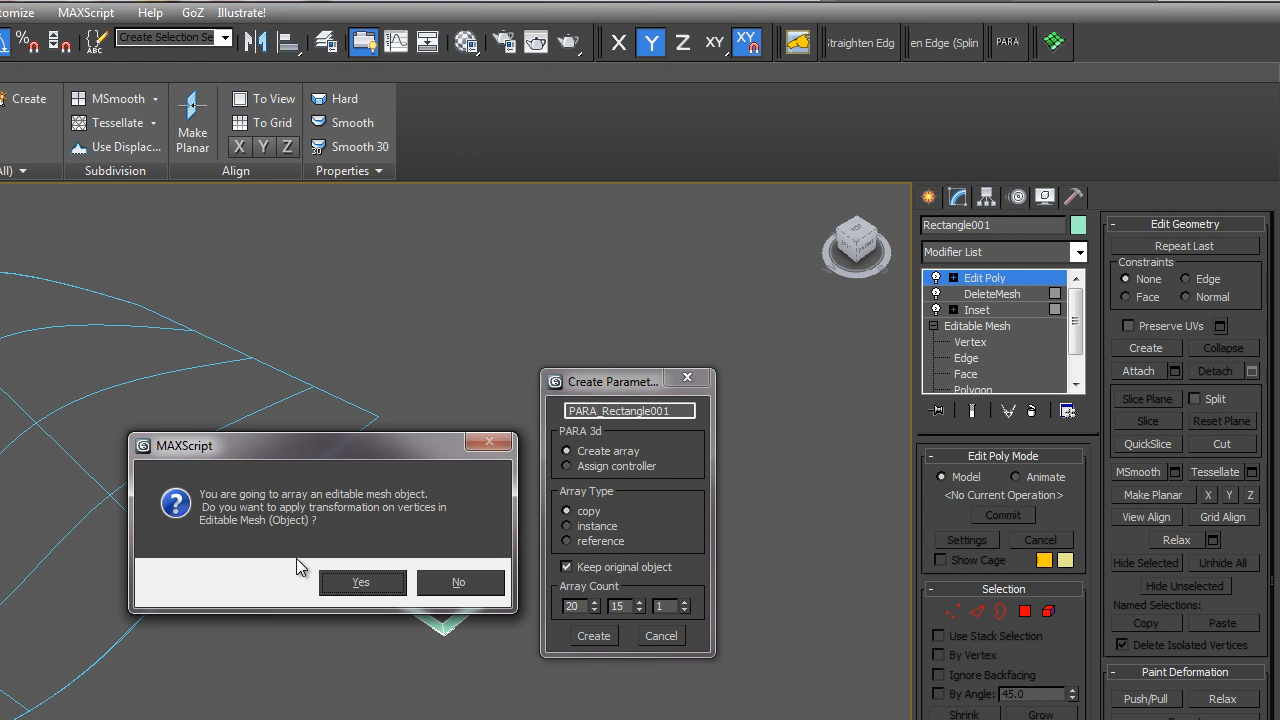 tomize MAXScript Help GoZ Illustrate!
ABC Create Selection Se X Y Z XY XY traighten Edg en Edge (Splin PARA
Create MSmooth To View Hard
Tessellate Make Planar To Grid Smooth
Use Displac... X Y Z 30 Smooth 30
All) Subdivision Align Properties
TOP
FRONT
Rectangle001
Modifier List
Edit Poly
DeleteMesh
Inset
Editable Mesh
Vertex
Edge
Face
Polygon
Edit Poly Mode
Model Animate
<No Current Operation>
Commit
Settings Cancel
Show Cage
Selection
Use Stack Selection
By Vertex
Ignore Backfacing
By Angle: 45.0
Shrink Grow
Edit Geometry
Repeat Last
Constraints
None Edge
Face Normal
Preserve UVs
Create Collapse
Attach Detach
Slice Plane Split
Slice Reset Plane
QuickSlice Cut
MSmooth Tessellate
Make Planar X Y Z
View Align Grid Align
Relax
Hide Selected Unhide All
Hide Unselected
Named Selections:
Copy Paste
Delete Isolated Vertices
Paint Deformation
Push/Pull Relax
Create Paramet...
PARA_Rectangle001
PARA 3d
Create array
Assign controller
Array Type
copy
instance
reference
Keep original object
Array Count
20 15 1
Create Cancel
MAXScript
You are going to array an editable mesh object.
Do you want to apply transformation on vertices in
Editable Mesh (Object) ?
Yes No